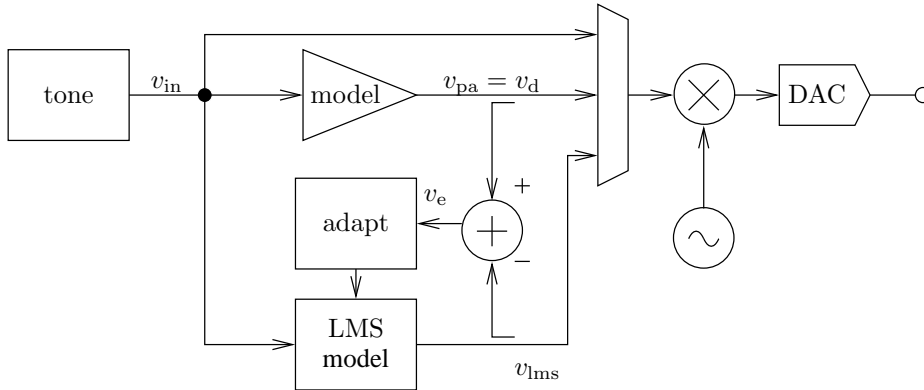 tone
v_in
model
v_pa = v_d
DAC
+
v_e
adapt
+
−
LMS
model
v_lms